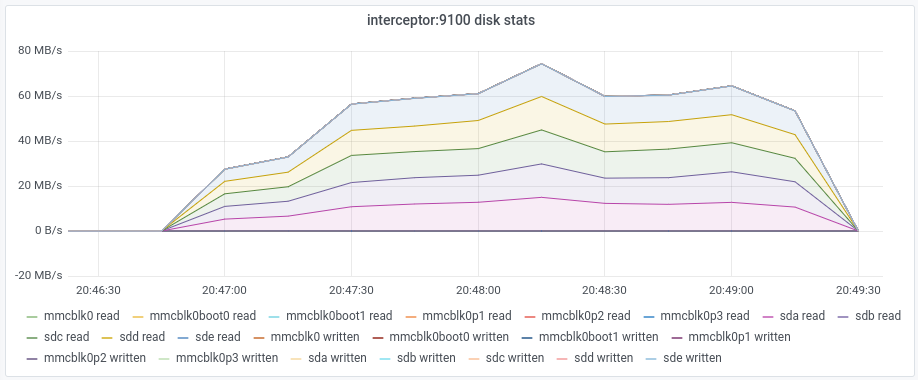 interceptor:9100 disk stats
80 MB/s
60 MB/s
40 MB/s
20 MB/s
0 B/s
-20 MB/s
20:46:30 20:47:00 20:47:30 20:48:00 20:48:30 20:49:00 20:49:30
mmcblk0 read mmcblk0boot0 read mmcblk0boot1 read mmcblk0p1 read mmcblk0p2 read mmcblk0p3 read sda read sdb read
sdc read sdd read sde read mmcblk0 written mmcblk0boot0 written mmcblk0boot1 written mmcblk0p1 written
mmcblk0p2 written mmcblk0p3 written sda written sdb written sdc written sdd written sde written